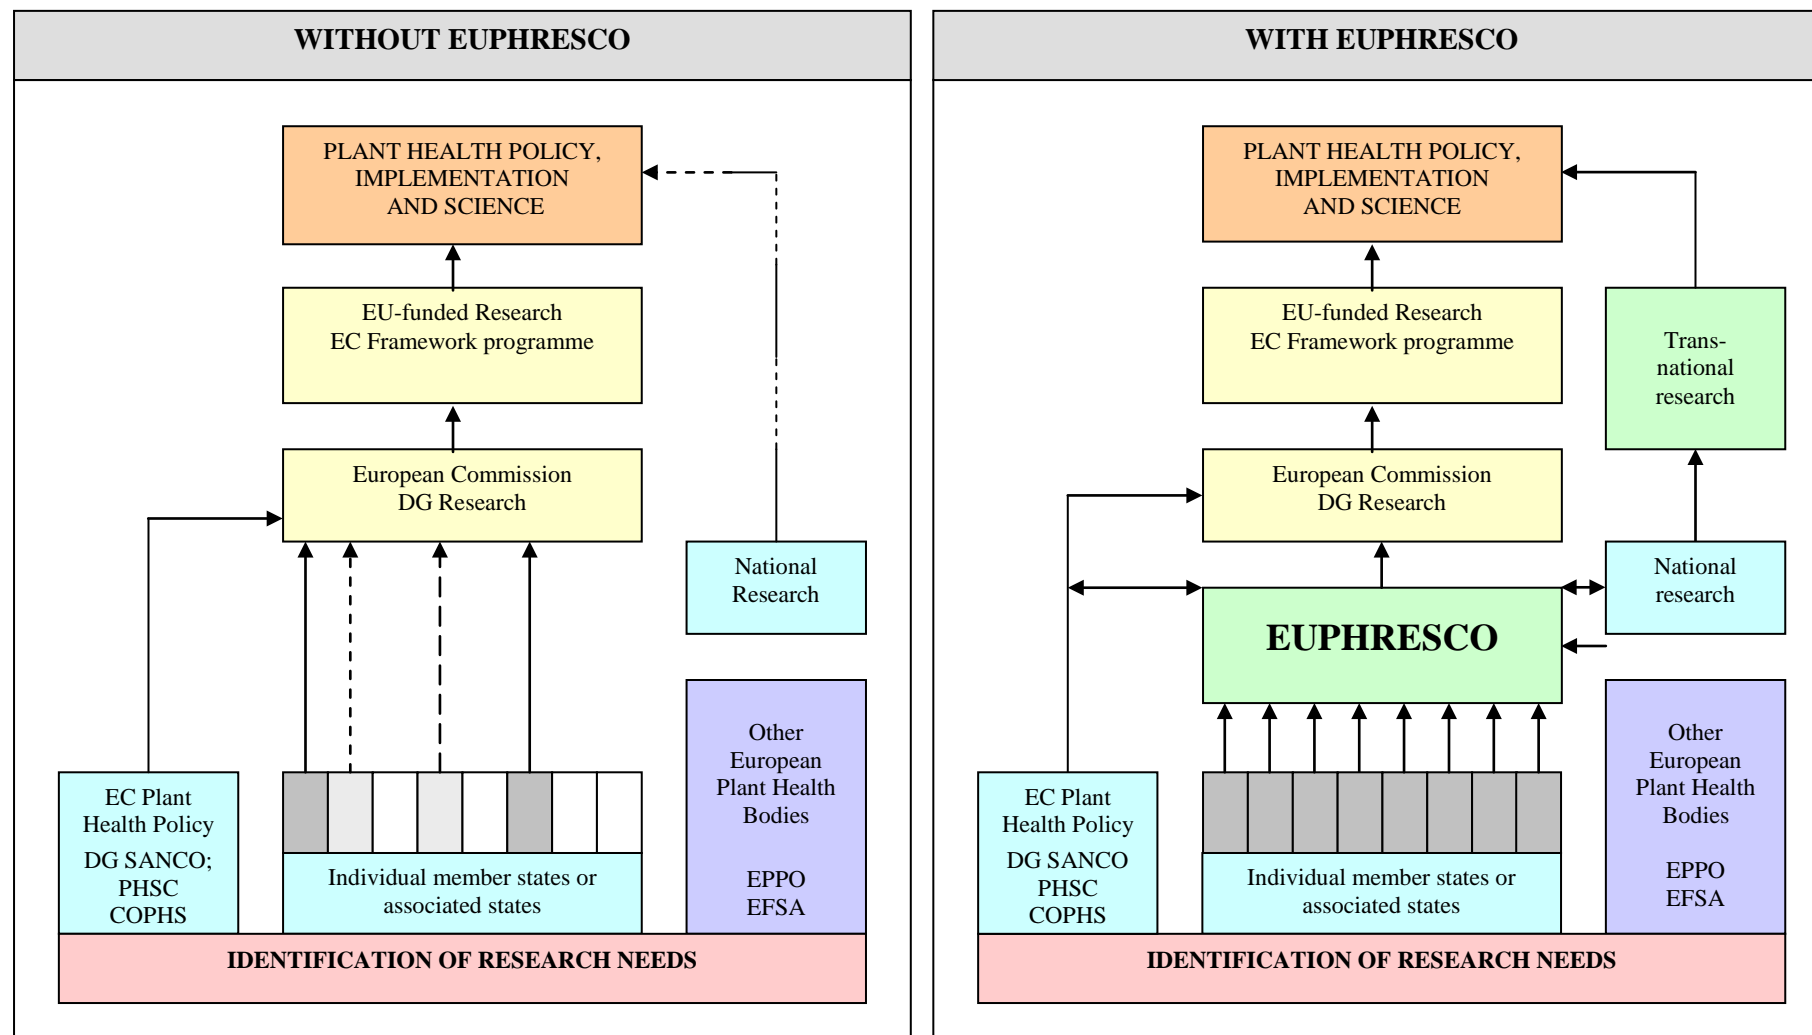 WITHOUT EUPHRESCO
PLANT HEALTH POLICY,
IMPLEMENTATION
AND SCIENCE
EU-funded Research
EC Framework programme
European Commission
DG Research
National
Research
Other
European
Plant Health
Bodies
EPPO
EFSA
EC Plant
Health Policy
DG SANCO;
PHSC
COPHS
Individual member states or
associated states
IDENTIFICATION OF RESEARCH NEEDS
WITH EUPHRESCO
PLANT HEALTH POLICY,
IMPLEMENTATION
AND SCIENCE
EU-funded Research
EC Framework programme
Trans-
national
research
European Commission
DG Research
National
research
EUPHRESCO
Other
European
Plant Health
Bodies
EPPO
EFSA
EC Plant
Health Policy
DG SANCO
PHSC
COPHS
Individual member states or
associated states
IDENTIFICATION OF RESEARCH NEEDS